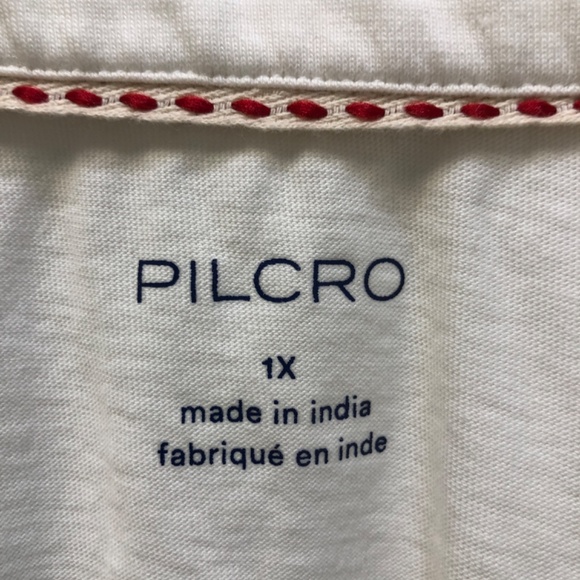 PILCRO
1X
made in india
fabriqué en inde